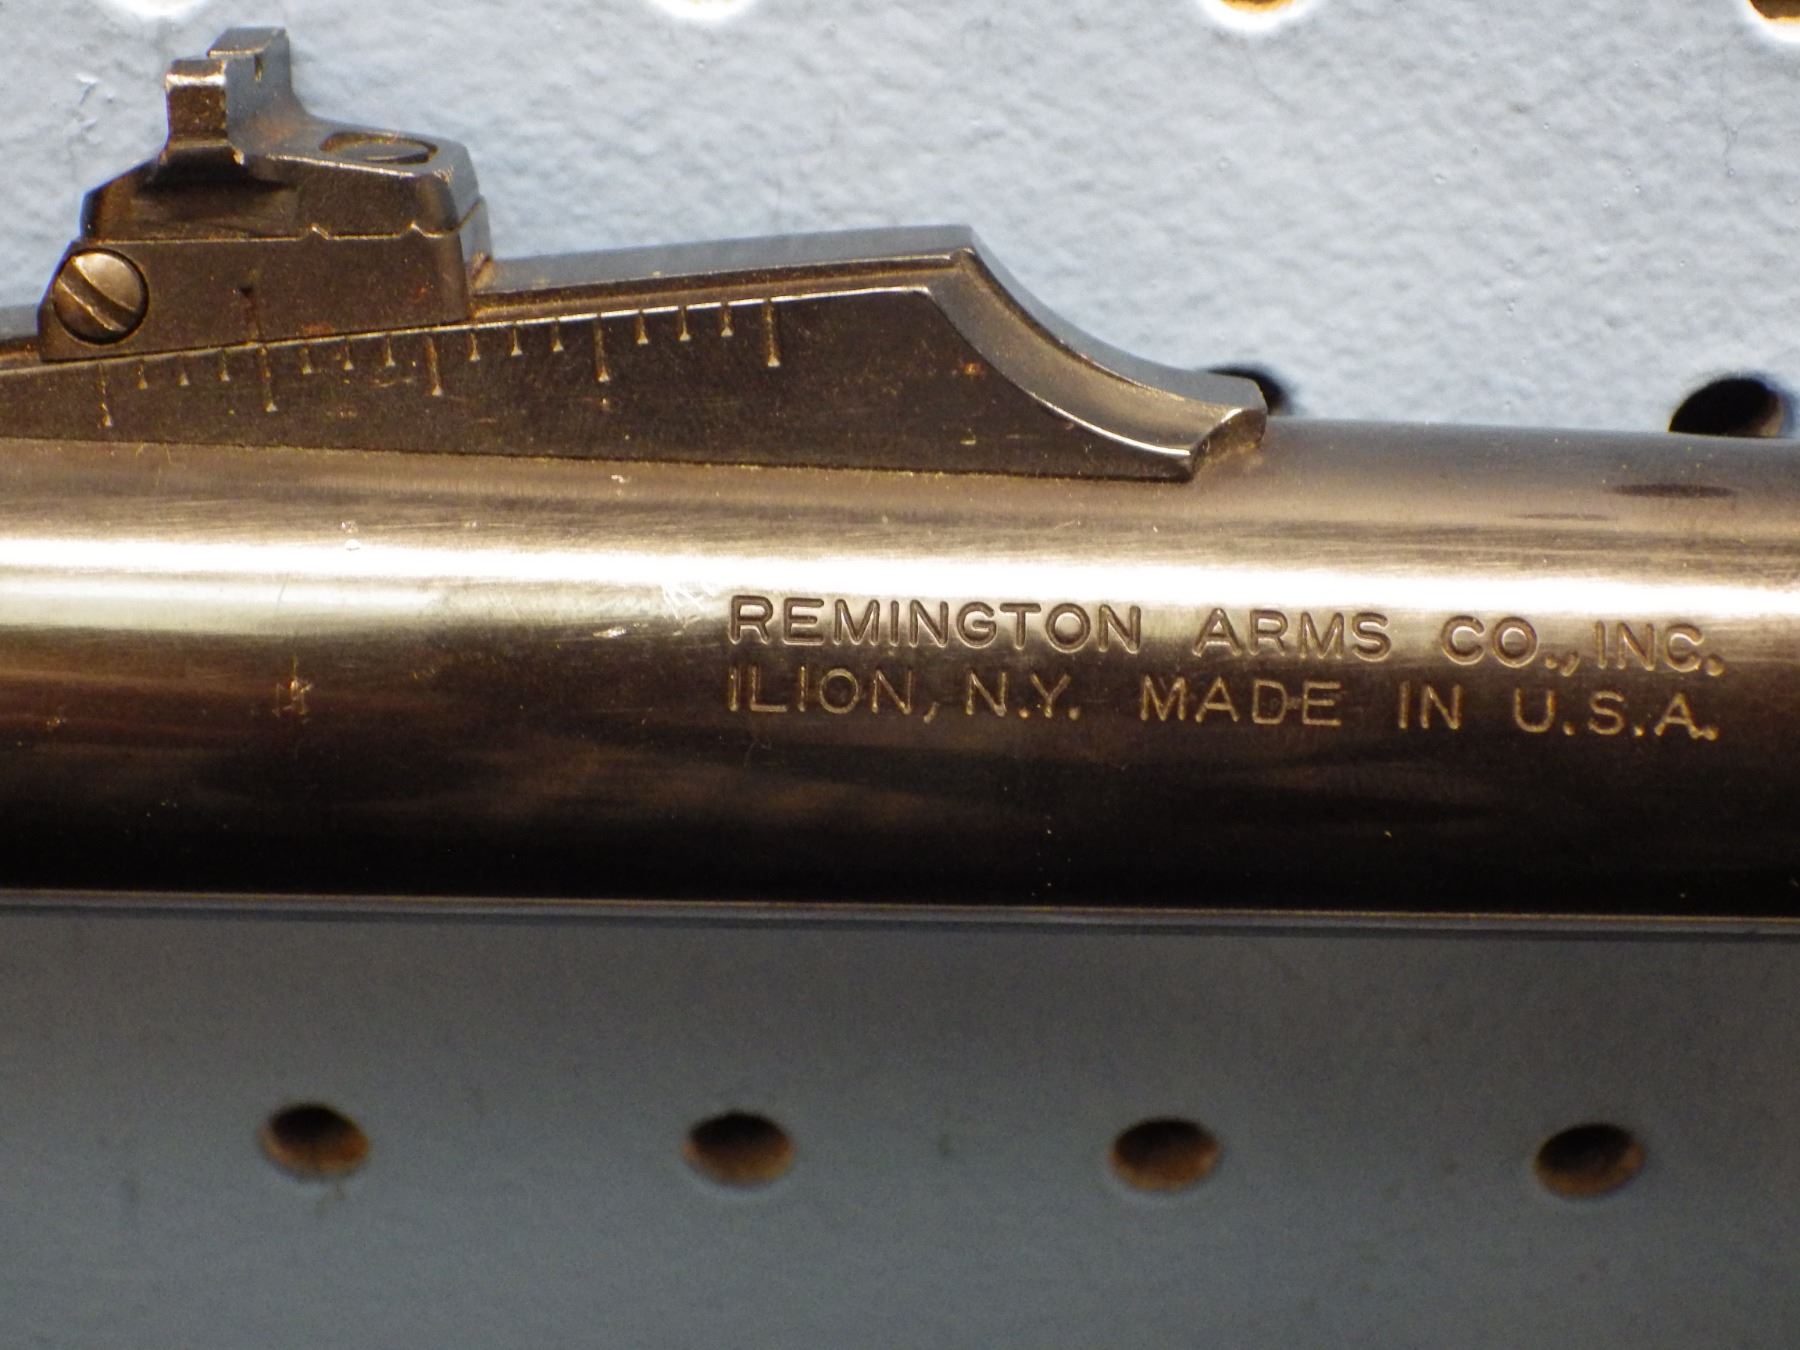 REMINGTON ARMS CO., INC.
ILION, N.Y. MADE IN U.S.A.